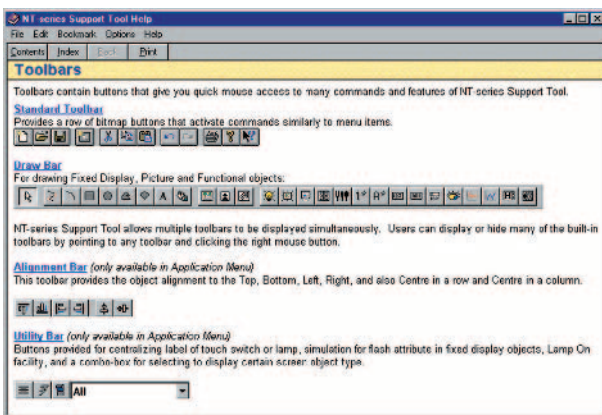 NT-series Support Tool Help
File Edit Bookmark Options Help
Contents Index Back Print
Toolbars
Toolbars contain buttons that give you quick mouse access to many commands and features of NT-series Support Tool.
Standard Toolbar
Provides a row of bitmap buttons that activate commands similarly to menu items.
Draw Bar
For drawing Fixed Display, Picture and Functional objects:
NT-series Support Tool allows multiple toolbars to be displayed simultaneously. Users can display or hide many of the built-in
toolbars by pointing to any toolbar and clicking the right mouse button.
Alignment Bar (only available in Application Menu)
This toolbar provides the object alignment to the Top, Bottom, Left, Right, and also Centre in a row and Centre in a column.
Utility Bar (only available in Application Menu)
Buttons provided for centralizing label of touch switch or lamp, simulation for flash attribute in fixed display objects, Lamp On
facility, and a combo-box for selecting to display certain screen object type.
All